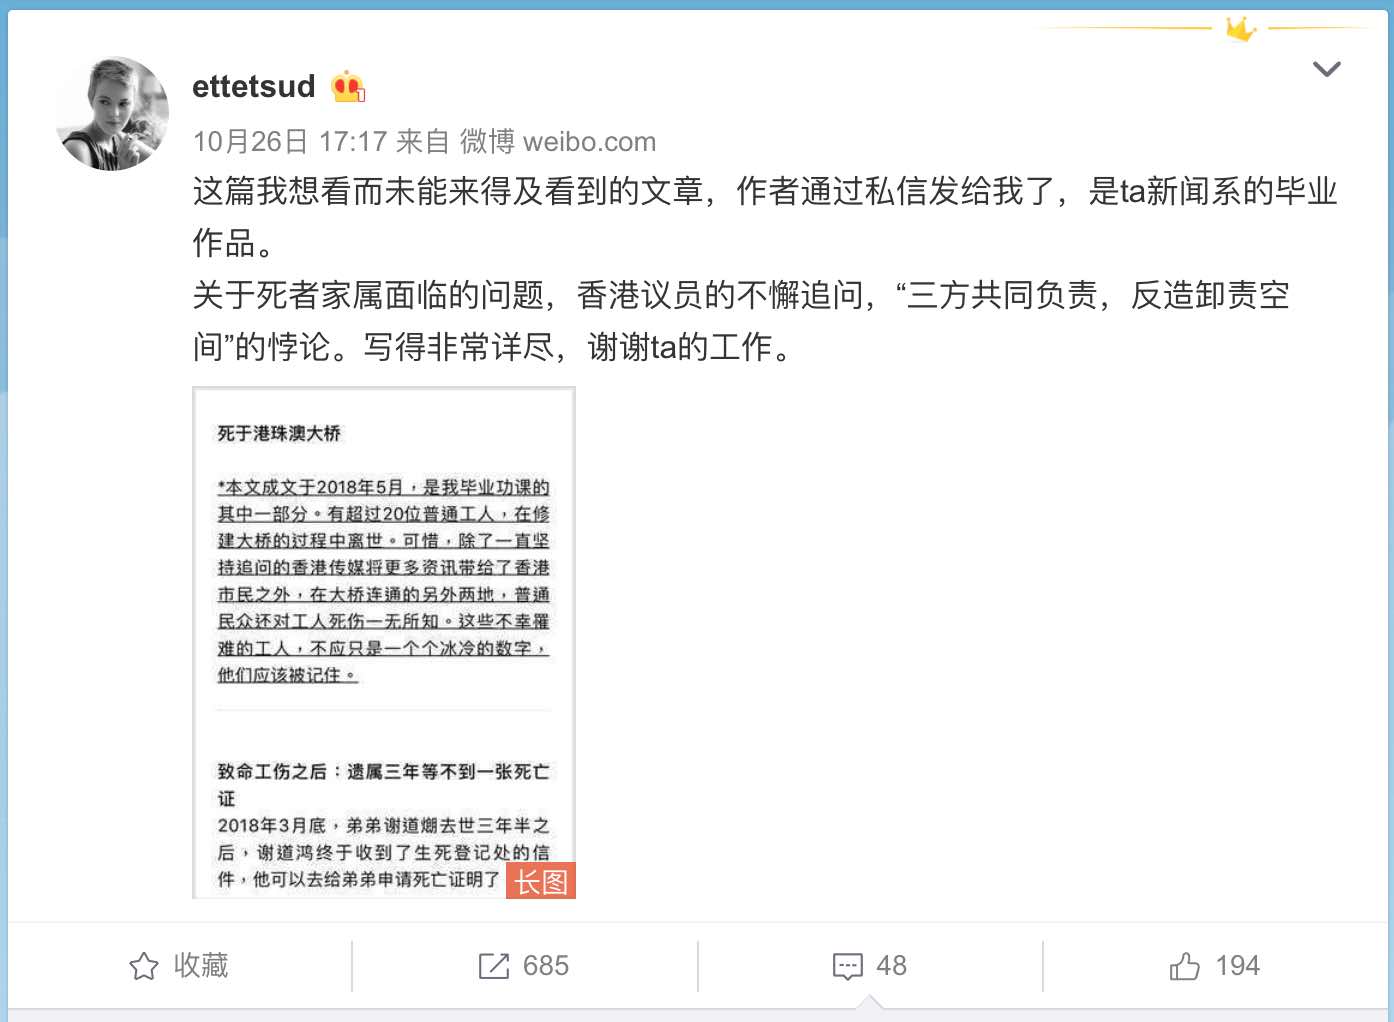 ettetsud
10月26日 17:17 来自 微博 weibo.com
这篇我想看而未能来得及看到的文章，作者通过私信发给我了，是ta新闻系的毕业
作品。
关于死者家属面临的问题，香港议员的不懈追问，“三方共同负责，反造卸责空
间”的悖论。写得非常详尽，谢谢ta的工作。
死于港珠澳大桥
*本文成文于2018年5月，是我毕业功课的
其中一部分。有超过20位普通工人，在修
建大桥的过程中离世。可惜，除了一直坚
持追问的香港传媒将更多资讯带给了香港
市民之外，在大桥连通的另外两地，普通
民众还对工人死伤一无所知。这些不幸罹
难的工人，不应只是一个个冰冷的数字，
他们应该被记住。
致命工伤之后：遗属三年等不到一张死亡
证
2018年3月底，弟弟谢道㷫去世三年半之
后，谢道鸿终于收到了生死登记处的信
件，他可以去给弟弟申请死亡证明了
长图
收藏
685
48
194